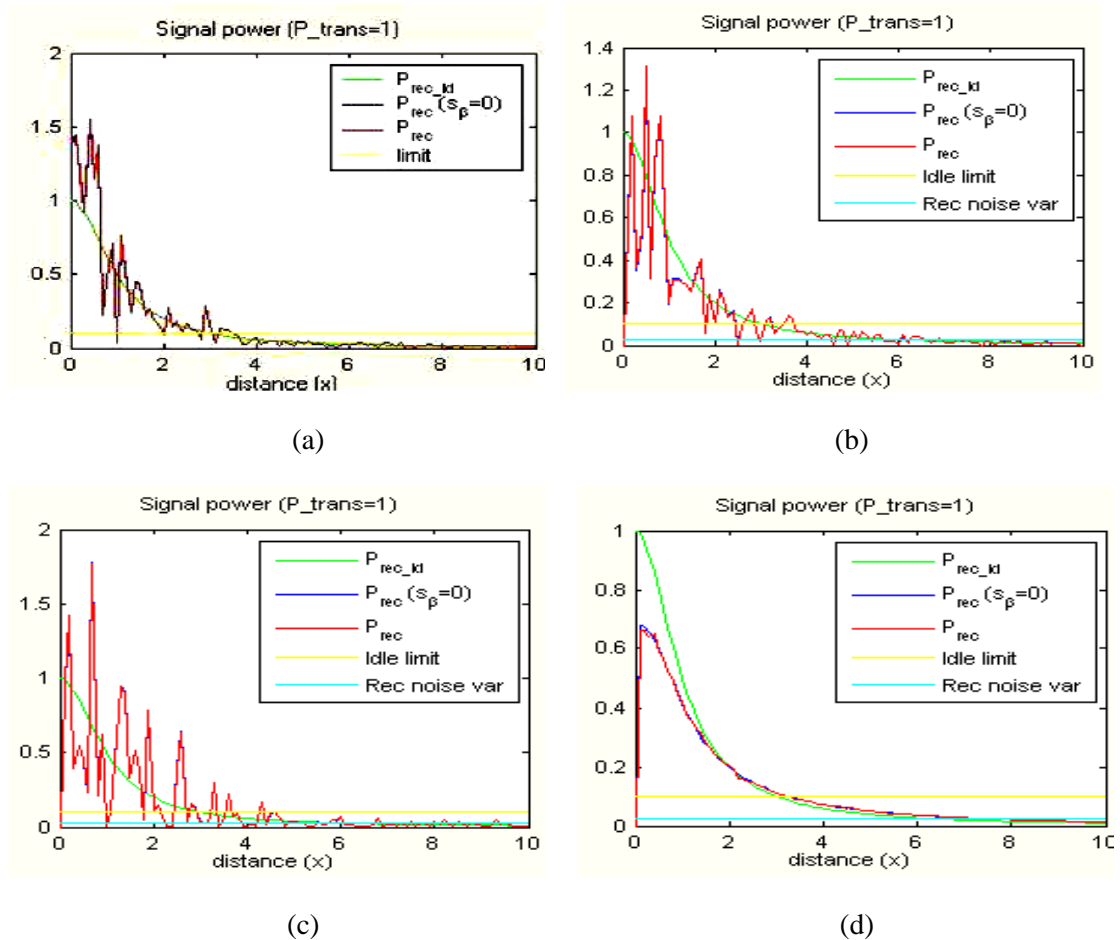 Signal power (P_trans=1)
2
1.5
1
0.5
0
P_rec_id
P_rec (s_β=0)
P_rec
limit
0 2 4 6 8 10
distance (x)
(a)
Signal power (P_trans=1)
1.4
1.2
1
0.8
0.6
0.4
0.2
0
P_rec_id
P_rec (s_β=0)
P_rec
Idle limit
Rec noise var
0 2 4 6 8 10
distance (x)
(b)
Signal power (P_trans=1)
2
1.5
1
0.5
0
P_rec_id
P_rec (s_β=0)
P_rec
Idle limit
Rec noise var
0 2 4 6 8 10
distance (x)
(c)
Signal power (P_trans=1)
1
0.8
0.6
0.4
0.2
0
P_rec_id
P_rec (s_β=0)
P_rec
Idle limit
Rec noise var
0 2 4 6 8 10
distance (x)
(d)